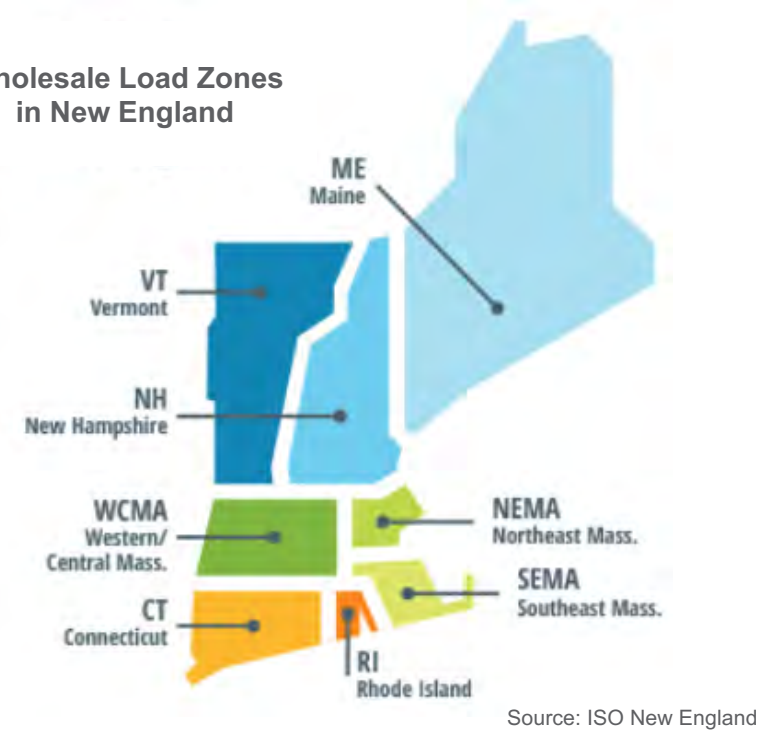 holesale Load Zones
in New England
ME
Maine
VT
Vermont
NH
New Hampshire
WCMA
Western/
Central Mass.
NEMA
Northeast Mass.
SEMA
Southeast Mass.
CT
Connecticut
RI
Rhode Island
Source: ISO New England